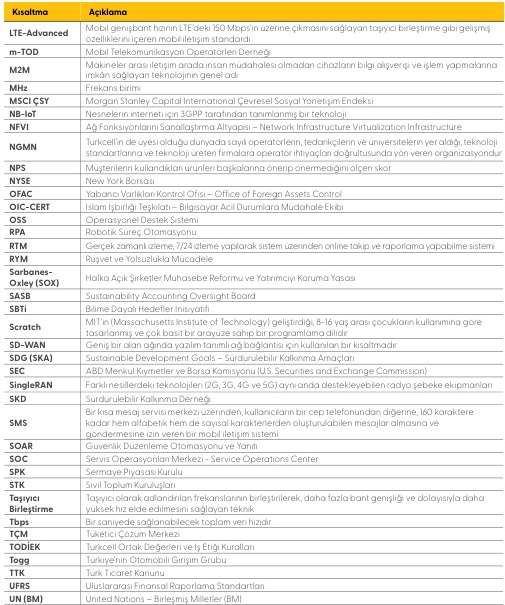 Kısaltma Açıklama
LTE-Advanced Mobil genişbant hızının LTE'deki 150 Mbps'in üzerine çıkmasını sağlayan taşıyıcı birleştirme gibi gelişmiş
özelliklerini içeren mobil iletişim standardı
m-TOD Mobil Telekomünikasyon Operatörleri Derneği
M2M Makineler arası iletişim arada insan müdahalesi olmadan cihazların bilgi alışverişi ve işlem yapmalarına
imkân sağlayan teknolojinin genel adı
MHz Frekans birimi
MSCI ÇSY Morgan Stanley Capital International Çevresel Sosyal Yönetişim Endeksi
NB-IoT Nesnelerin interneti için 3GPP tarafından tanımlanmış bir teknoloji
NFVI Ağ Fonksiyonlarını Sanallaştırma Altyapısı – Network Infrastructure Virtualization Infrastructure
NGMN Turkcell'in de üyesi olduğu dünyada sayılı operatörlerin, tedarikçilerin ve üniversitelerin yer aldığı, teknoloji
standartlarına ve teknoloji üreten firmalara operatör ihtiyaçları doğrultusunda yön veren organizasyondur
NPS Müşterilerin kullandıkları ürünleri başkalarına önerip önermediğini ölçen skor
NYSE New York Borsası
OFAC Yabancı Varlıkları Kontrol Ofisi – Office of Foreign Assets Control
OIC-CERT İslam İşbirliği Teşkilatı – Bilgisayar Acil Durumlara Müdahale Ekibi
OSS Operasyonel Destek Sistemi
RPA Robotik Süreç Otomasyonu
RTM Gerçek zamanlı izleme, 7/24 izleme yapılarak sistem üzerinden online takip ve raporlama yapabilme sistemi
RYM Rüşvet ve Yolsuzlukla Mücadele
Sarbanes-
Oxley (SOX) Halka Açık Şirketler Muhasebe Reformu ve Yatırımcıyı Koruma Yasası
SASB Sustainability Accounting Oversight Board
SBTi Bilime Dayalı Hedefler İnisiyatifi
Scratch MIT'in (Massachusetts Institute of Technology) geliştirdiği, 8-16 yaş arası çocukların kullanımına göre
tasarlanmış ve çok basit bir arayüze sahip bir programlama dilidir
SD-WAN Geniş bir alan ağında yazılım tanımlı ağ bağlantısı için kullanılan bir kısaltmadır
SDG (SKA) Sustainable Development Goals – Sürdürülebilir Kalkınma Amaçları
SEC ABD Menkul Kıymetler ve Borsa Komisyonu (U.S. Securities and Exchange Commission)
SingleRAN Farklı nesillerdeki teknolojileri (2G, 3G, 4G ve 5G) aynı anda destekleyebilen radyo şebeke ekipmanları
SKD Sürdürülebilir Kalkınma Derneği
SMS Bir kısa mesaj servisi merkezi üzerinden, kullanıcıların bir cep telefonundan diğerine, 160 karaktere
kadar hem alfabetik hem de sayısal karakterlerden oluşturulabilen mesajlar almasına ve
göndermesine izin veren bir mobil iletişim sistemi
SOAR Güvenlik Düzenleme Otomasyonu ve Yanıtı
SOC Servis Operasyonları Merkezi - Service Operations Center
SPK Sermaye Piyasası Kurulu
STK Sivil Toplum Kuruluşları
Taşıyıcı
Birleştirme Taşıyıcı olarak adlandırılan frekanslarının birleştirilerek, daha fazla bant genişliği ve dolayısıyla daha
yüksek hız elde edilmesini sağlayan teknik
Tbps Bir saniyede sağlanabilecek toplam veri hızıdır
TÇM Tüketici Çözüm Merkezi
TODİEK Turkcell Ortak Değerleri ve İş Etiği Kuralları
Togg Türkiye'nin Otomobili Girişim Grubu
TTK Türk Ticaret Kanunu
UFRS Uluslararası Finansal Raporlama Standartları
UN (BM) United Nations – Birleşmiş Milletler (BM)